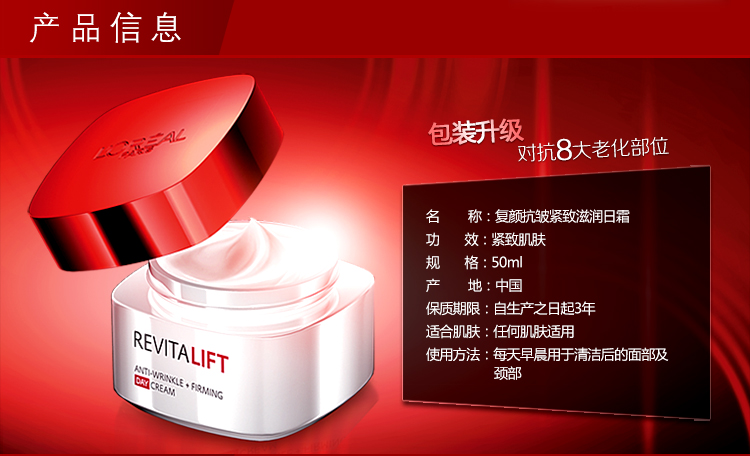 产品信息
包装升级
对抗8大老化部位
L'ORÉAL
PARIS
REVITALIFT
ANTI-WRINKLE + FIRMING
DAY CREAM
名 称：复颜抗皱紧致滋润日霜
功 效：紧致肌肤
规 格：50ml
产 地：中国
保质期限：自生产之日起3年
适合肌肤：任何肌肤适用
使用方法：每天早晨用于清洁后的面部及
颈部